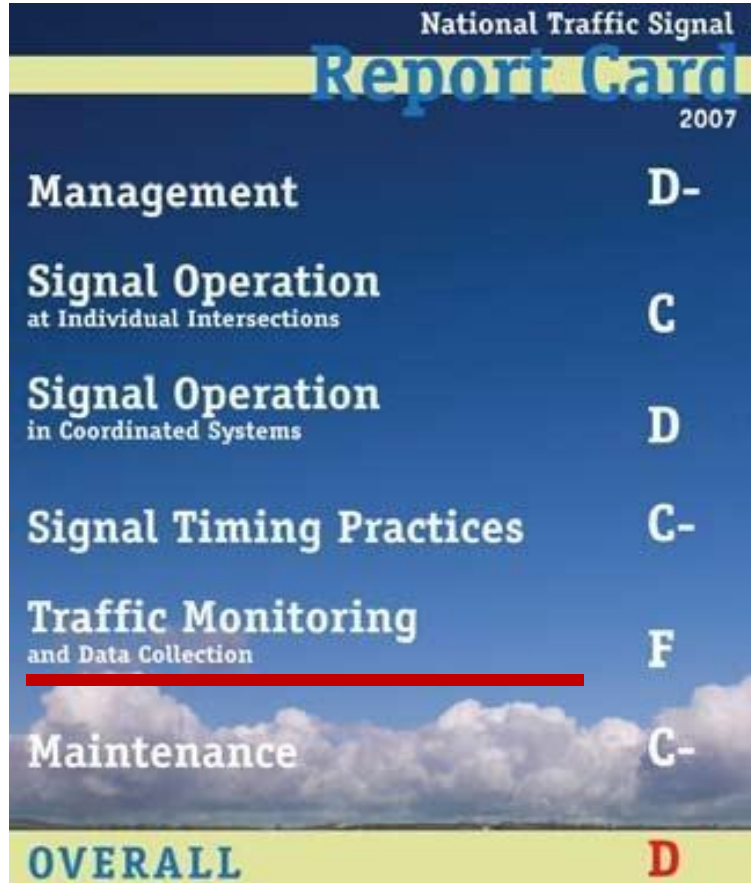 National Traffic Signal
Report Card
2007
Management D-
Signal Operation
at Individual Intersections C
Signal Operation
in Coordinated Systems D
Signal Timing Practices C-
Traffic Monitoring
and Data Collection F
Maintenance C-
OVERALL D